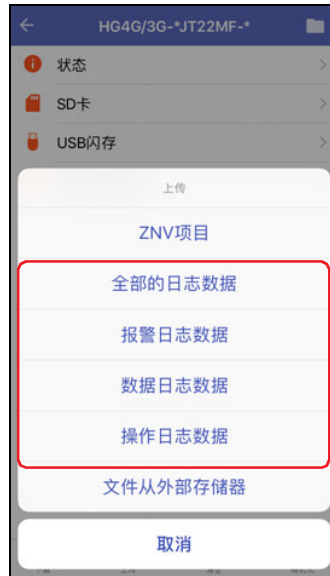 HG4G/3G-*JT22MF-*
状态
SD卡
USB闪存
上传
ZNV项目
全部的日志数据
报警日志数据
数据日志数据
操作日志数据
文件从外部存储器
取消